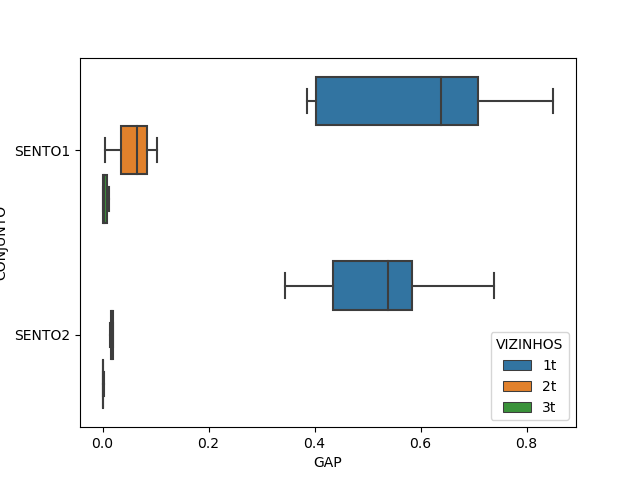 CONJUNTO
SENTO1
SENTO2
VIZINHOS
1t
2t
3t
0.0 0.2 0.4 0.6 0.8
GAP